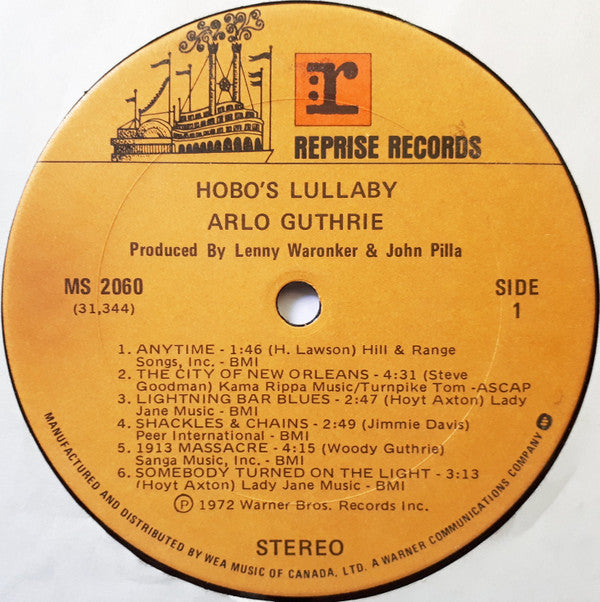 r
REPRISE RECORDS
HOBO'S LULLABY
ARLO GUTHRIE
Produced By Lenny Waronker & John Pilla
MS 2060
(31,344)
SIDE
1
1. ANYTIME - 1:46 (H. Lawson) Hill & Range
Songs, Inc. - BMI
2. THE CITY OF NEW ORLEANS - 4:31 (Steve
Goodman) Kama Rippa Music/Turnpike Tom -ASCAP
3. LIGHTNING BAR BLUES - 2:47 (Hoyt Axton) Lady
Jane Music - BMI
4. SHACKLES & CHAINS - 2:49 (Jimmie Davis)
Peer International - BMI
5. 1913 MASSACRE - 4:15 (Woody Guthrie)
Sanga Music, Inc. - BMI
6. SOMEBODY TURNED ON THE LIGHT - 3:13
(Hoyt Axton) Lady Jane Music - BMI
Ⓟ 1972 Warner Bros. Records Inc.
STEREO
MANUFACTURED AND DISTRIBUTED BY WEA MUSIC OF CANADA, LTD. A WARNER COMMUNICATIONS COMPANY